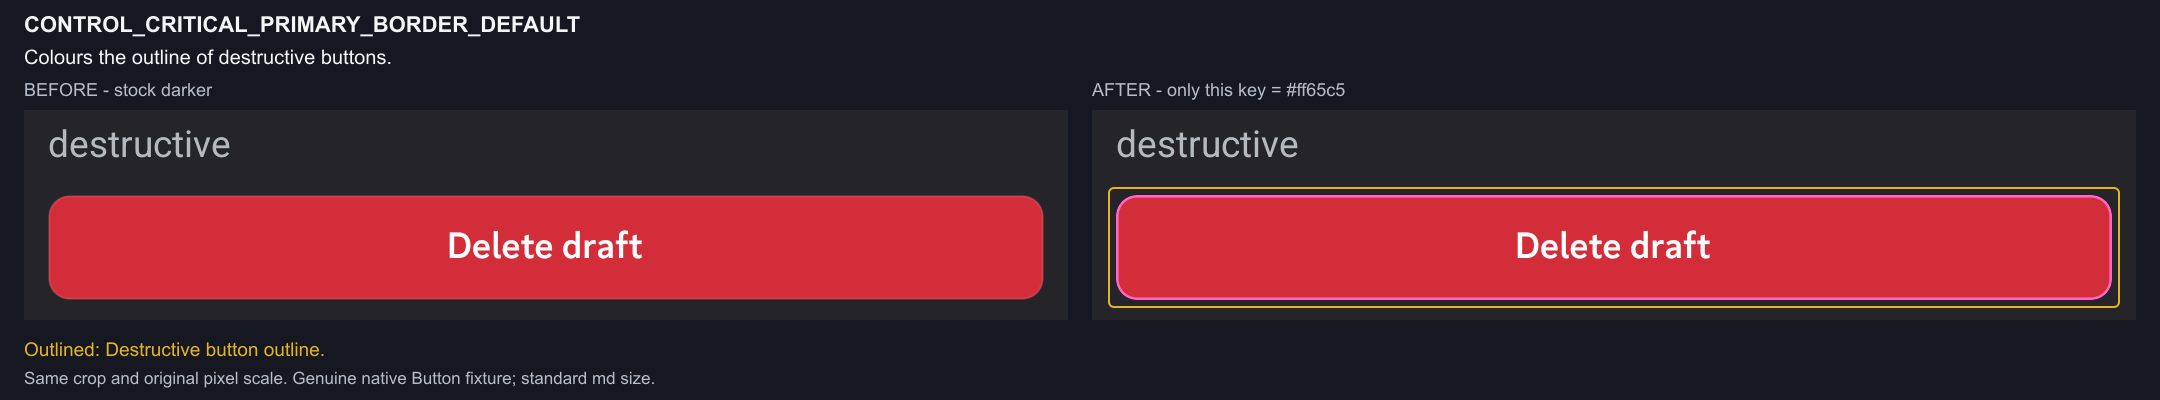 CONTROL_CRITICAL_PRIMARY_BORDER_DEFAULT
Colours the outline of destructive buttons.
BEFORE - stock darker
AFTER - only this key = #ff65c5
destructive
destructive
Delete draft
Delete draft
Outlined: Destructive button outline.
Same crop and original pixel scale. Genuine native Button fixture; standard md size.